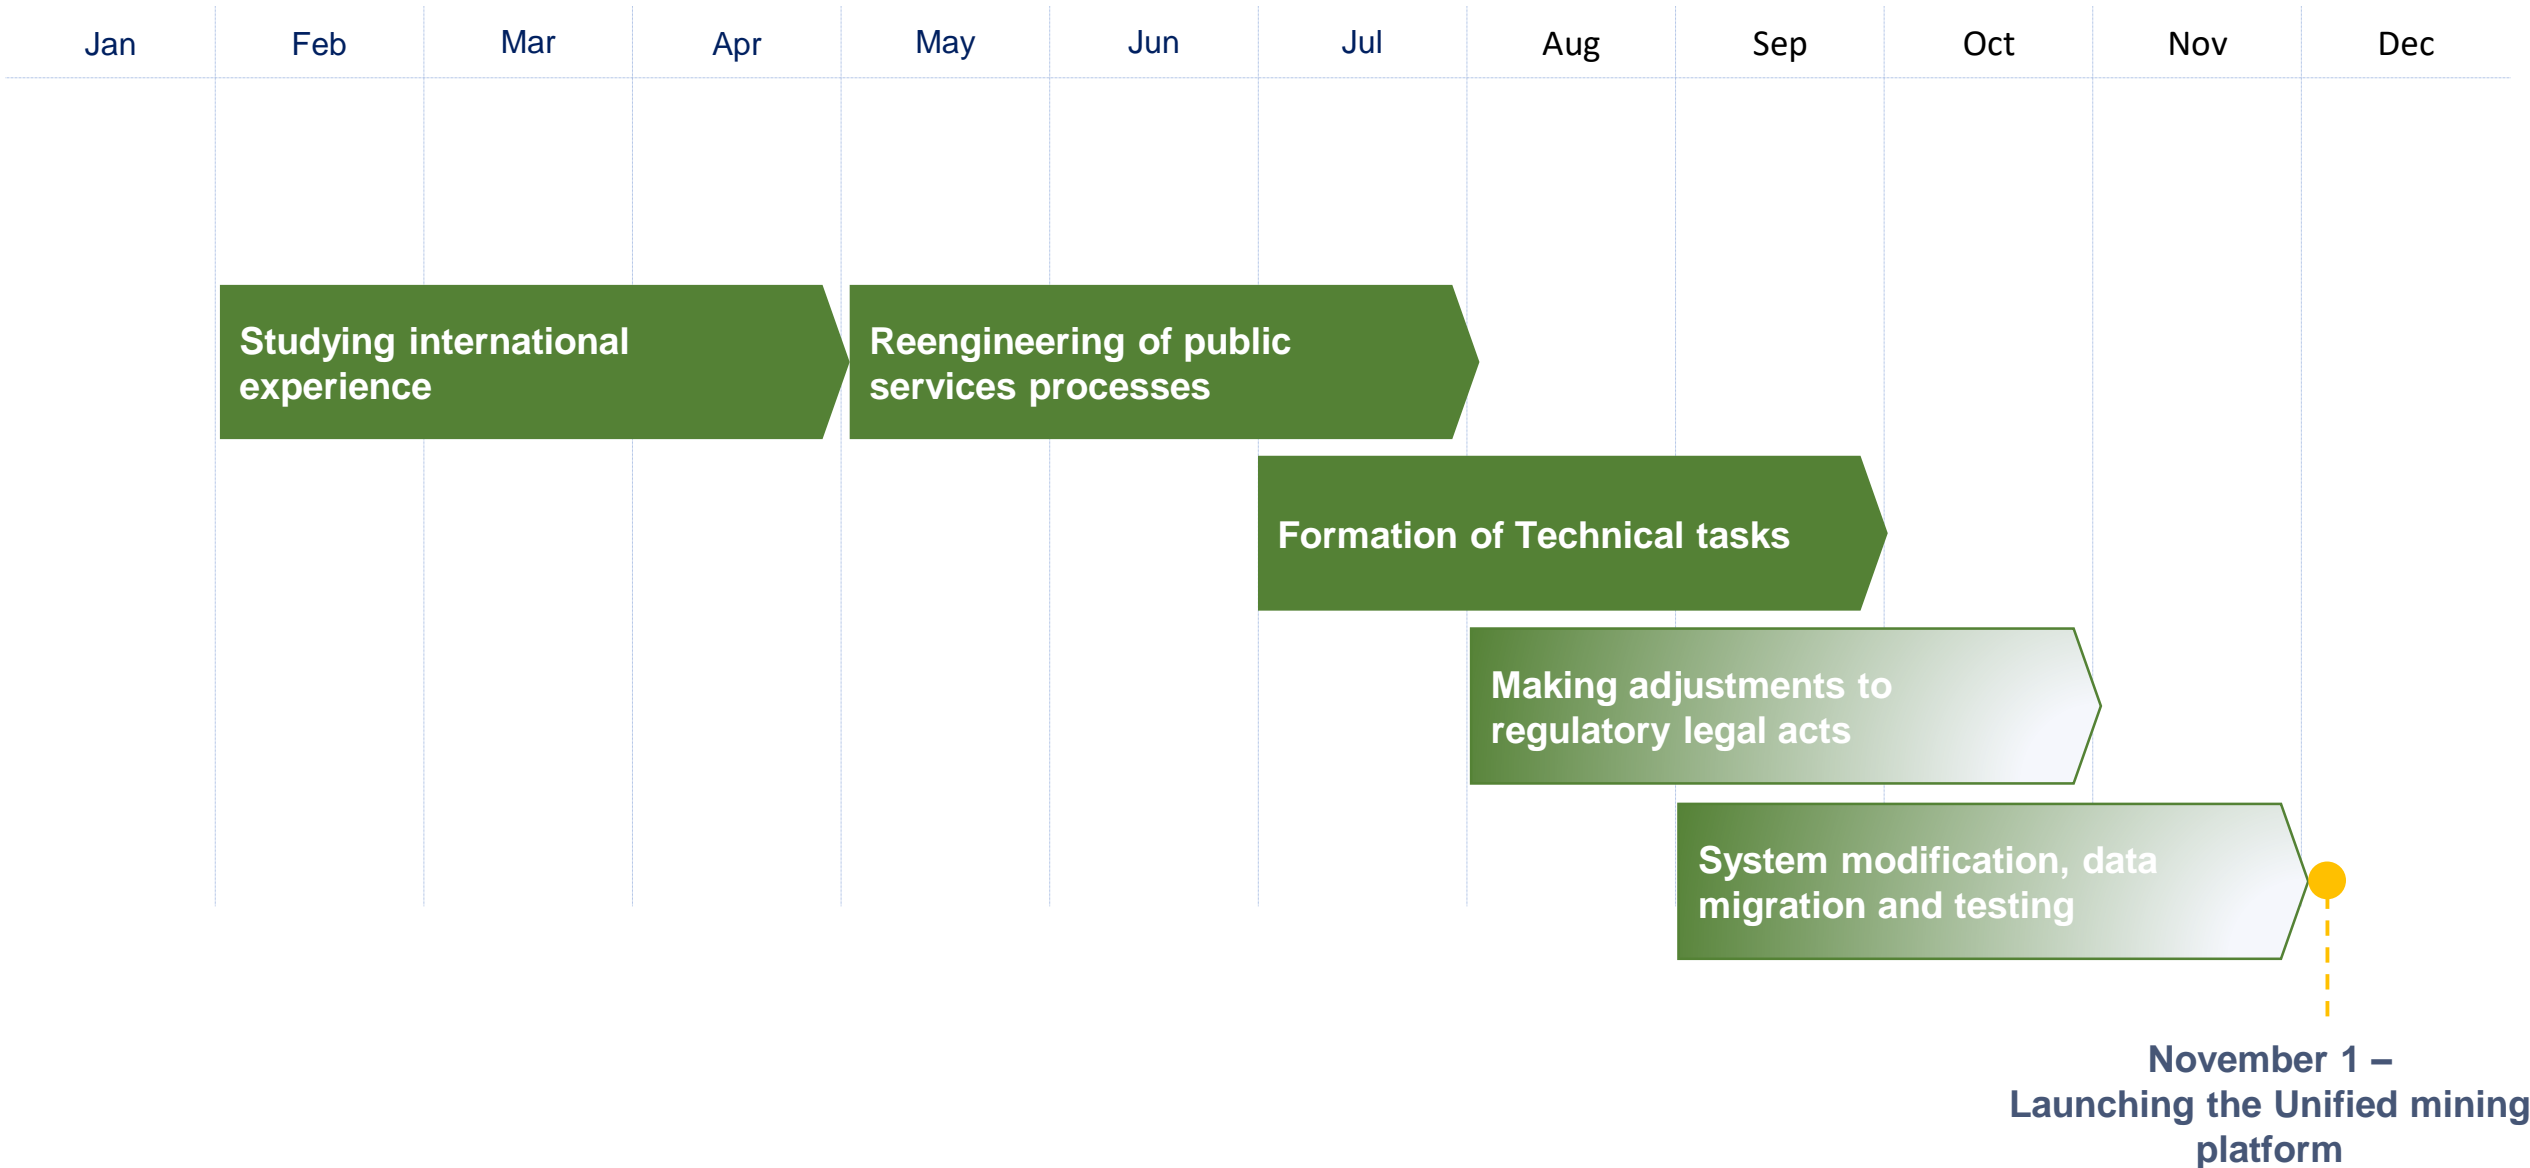 Jan Feb Mar Apr May Jun Jul Aug Sep Oct Nov Dec
Studying international
experience
Reengineering of public
services processes
Formation of Technical tasks
Making adjustments to
regulatory legal acts
System modification, data
migration and testing
November 1 –
Launching the Unified mining
platform